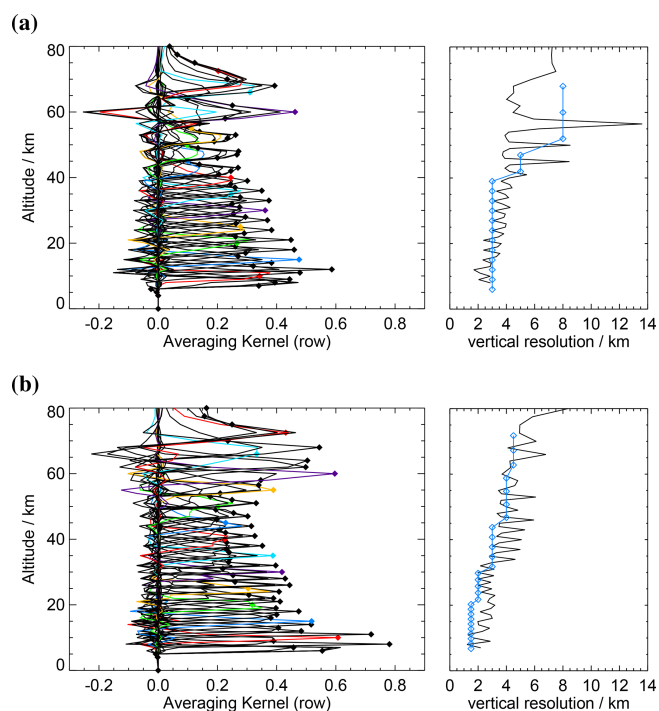 (a)
80
60
40
20
0
Altitude / km
-0.2 0.0 0.2 0.4 0.6 0.8
Averaging Kernel (row)
0 2 4 6 8 10 12 14
vertical resolution / km
(b)
80
60
40
20
0
Altitude / km
-0.2 0.0 0.2 0.4 0.6 0.8
Averaging Kernel (row)
0 2 4 6 8 10 12 14
vertical resolution / km